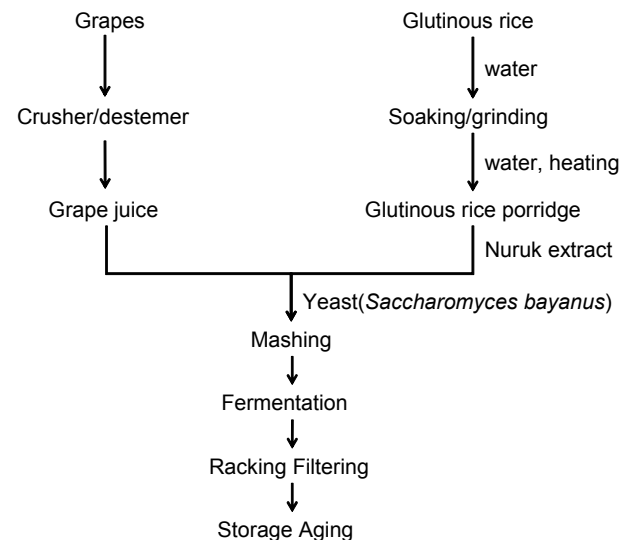 Grapes
Glutinous rice
water
Crusher/destemer
Soaking/grinding
water, heating
Grape juice
Glutinous rice porridge
Nuruk extract
Yeast(Saccharomyces bayanus)
Mashing
Fermentation
Racking Filtering
Storage Aging